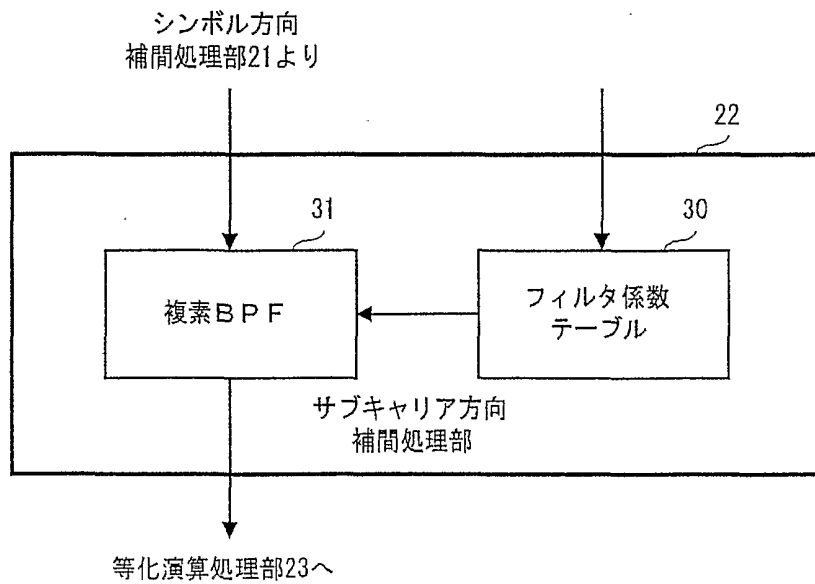 シンボル方向
補間処理部21より
22
31
30
複素BPF
フィルタ係数
テーブル
サブキャリア方向
補間処理部
等化演算処理部23へ